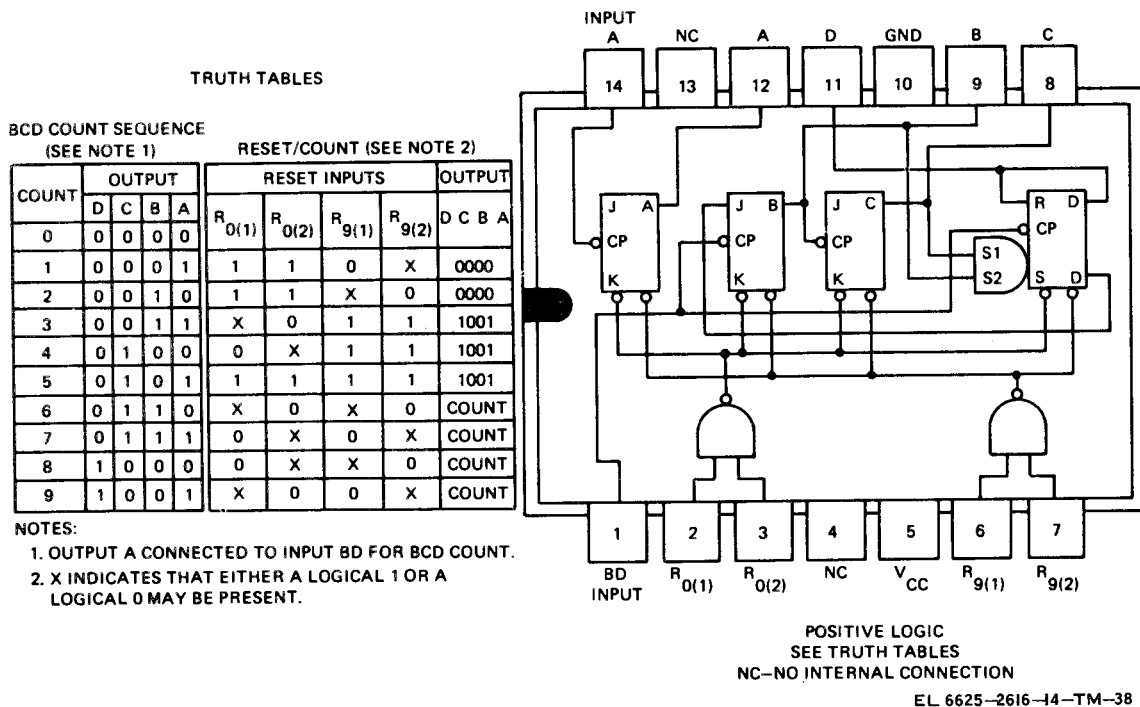 TRUTH TABLES
BCD COUNT SEQUENCE
(SEE NOTE 1)
COUNT OUTPUT
D C B A
0 0 0 0 0
1 0 0 0 1
2 0 0 1 0
3 0 0 1 1
4 0 1 0 0
5 0 1 0 1
6 0 1 1 0
7 0 1 1 1
8 1 0 0 0
9 1 0 0 1
RESET/COUNT (SEE NOTE 2)
RESET INPUTS OUTPUT
R0(1) R0(2) R9(1) R9(2) D C B A
1 1 0 X 0000
1 1 X 0 0000
X 0 1 1 1001
0 X 1 1 1001
1 1 1 1 1001
X 0 X 0 COUNT
0 X 0 X COUNT
0 X X 0 COUNT
X 0 0 X COUNT
NOTES:
1. OUTPUT A CONNECTED TO INPUT BD FOR BCD COUNT.
2. X INDICATES THAT EITHER A LOGICAL 1 OR A
LOGICAL 0 MAY BE PRESENT.
INPUT
A NC A D GND B C
14 13 12 11 10 9 8
J A J B J C R D
CP CP CP CP
S1
S2
K K K S D
1 2 3 4 5 6 7
BD R0(1) R0(2) NC VCC R9(1) R9(2)
INPUT
POSITIVE LOGIC
SEE TRUTH TABLES
NC–NO INTERNAL CONNECTION
EL 6625–2616–14–TM–38